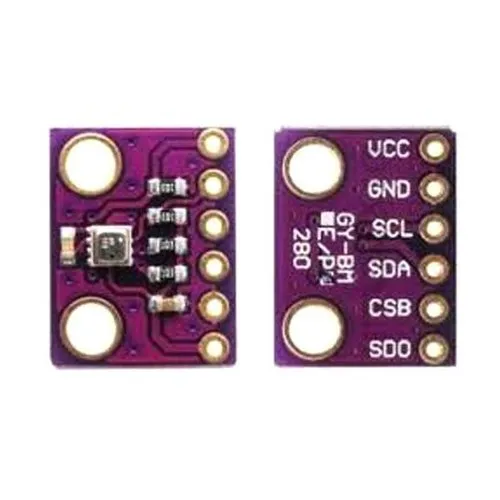 VCC
GND
SCL
SDA
CSB
SDO
GY-BM
E/P
280